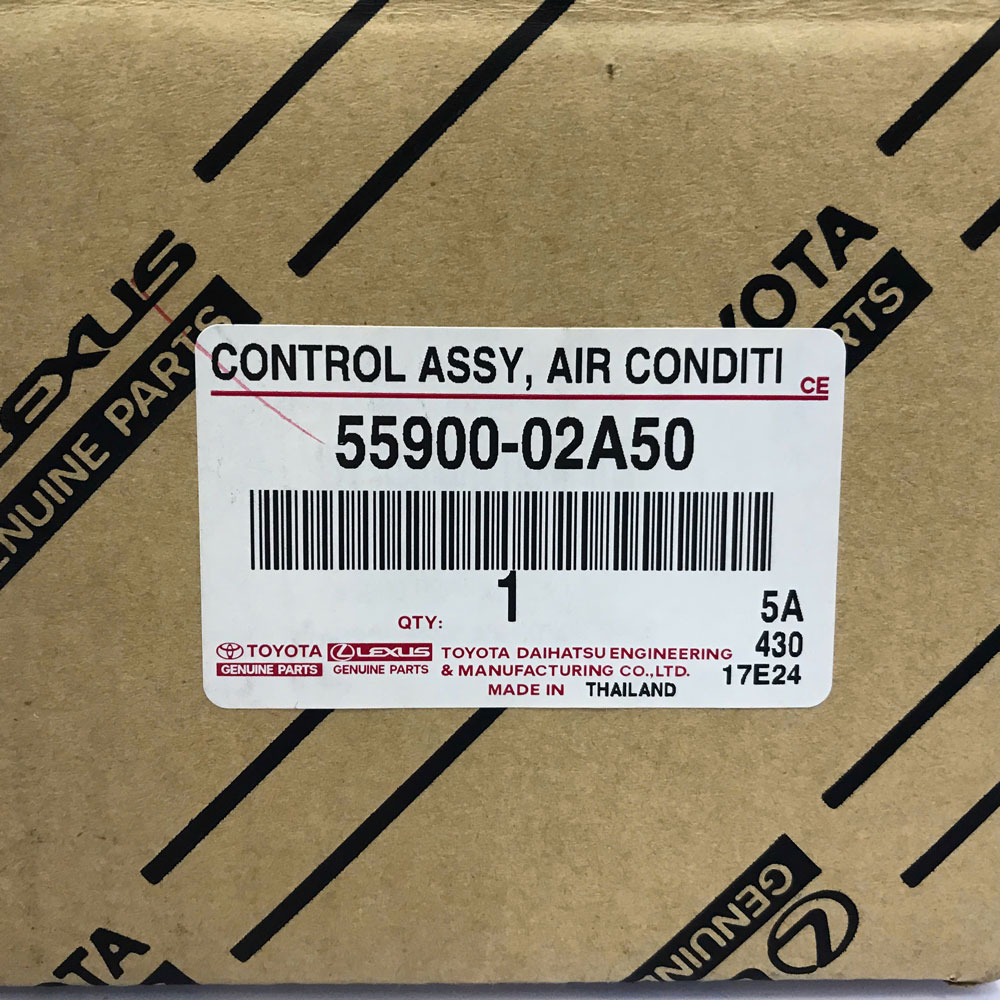 LEXUS
GENUINE PARTS
TOYOTA
PARTS
CONTROL ASSY, AIR CONDITI CE
55900-02A50
1
QTY:
5A
TOYOTA LEXUS TOYOTA DAIHATSU ENGINEERING 430
GENUINE PARTS GENUINE PARTS & MANUFACTURING CO.,LTD. 17E24
MADE IN THAILAND
GENUINE
TOYOTA